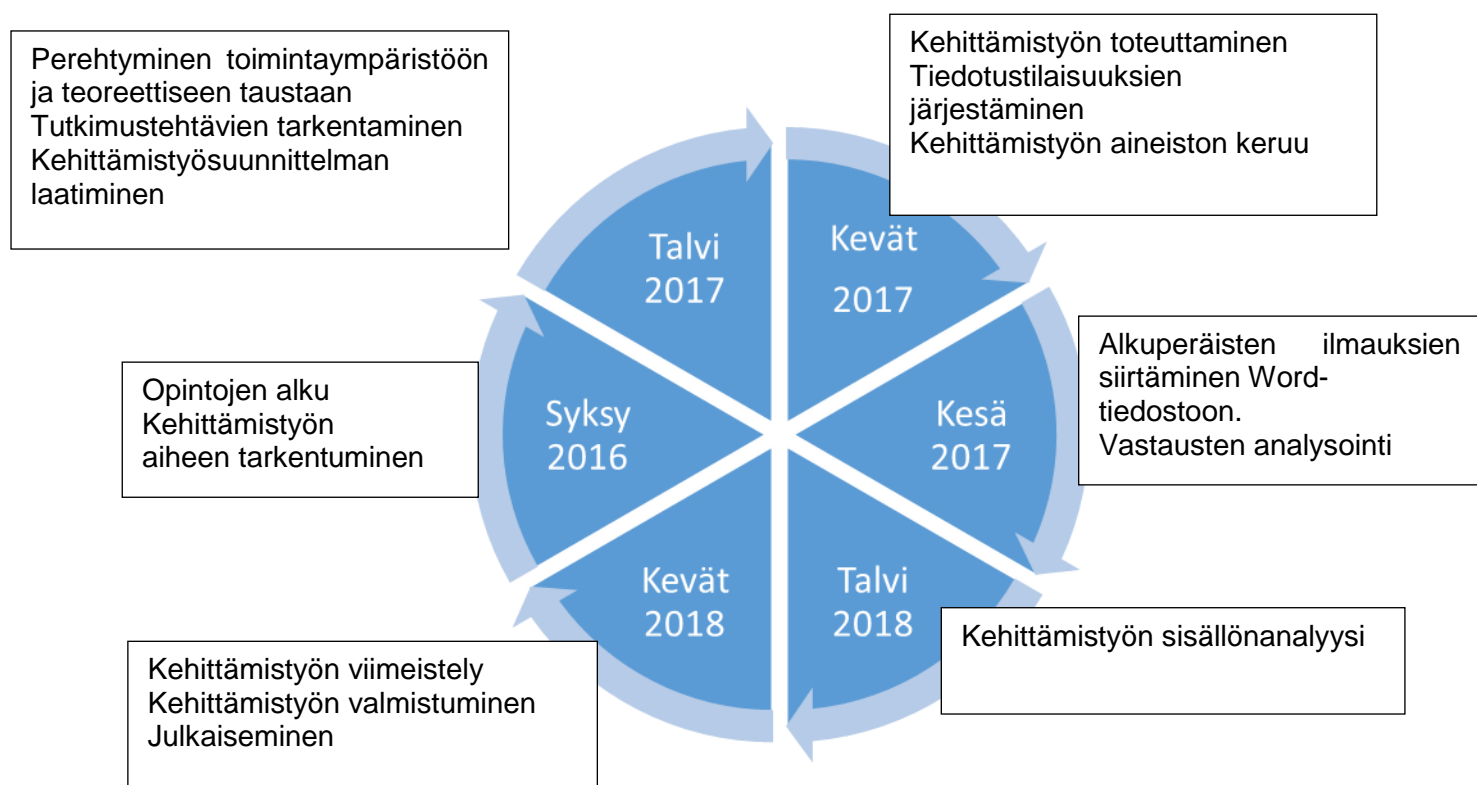 Perehtyminen toimintaympäristöön
ja teoreettiseen taustaan
Tutkimustehtävien tarkentaminen
Kehittämistyösuunnittelman
laatiminen
Kehittämistyön toteuttaminen
Tiedotustilaisuuksien
järjestäminen
Kehittämistyön aineiston keruu
Talvi
2017
Kevät
2017
Opintojen alku
Kehittämistyön
aiheen tarkentuminen
Syksy
2016
Kesä
2017
Alkuperäisten ilmauksien
siirtäminen Word-
tiedostoon.
Vastausten analysointi
Kevät
2018
Talvi
2018
Kehittämistyön viimeistely
Kehittämistyön valmistuminen
Julkaiseminen
Kehittämistyön sisällönanalyysi